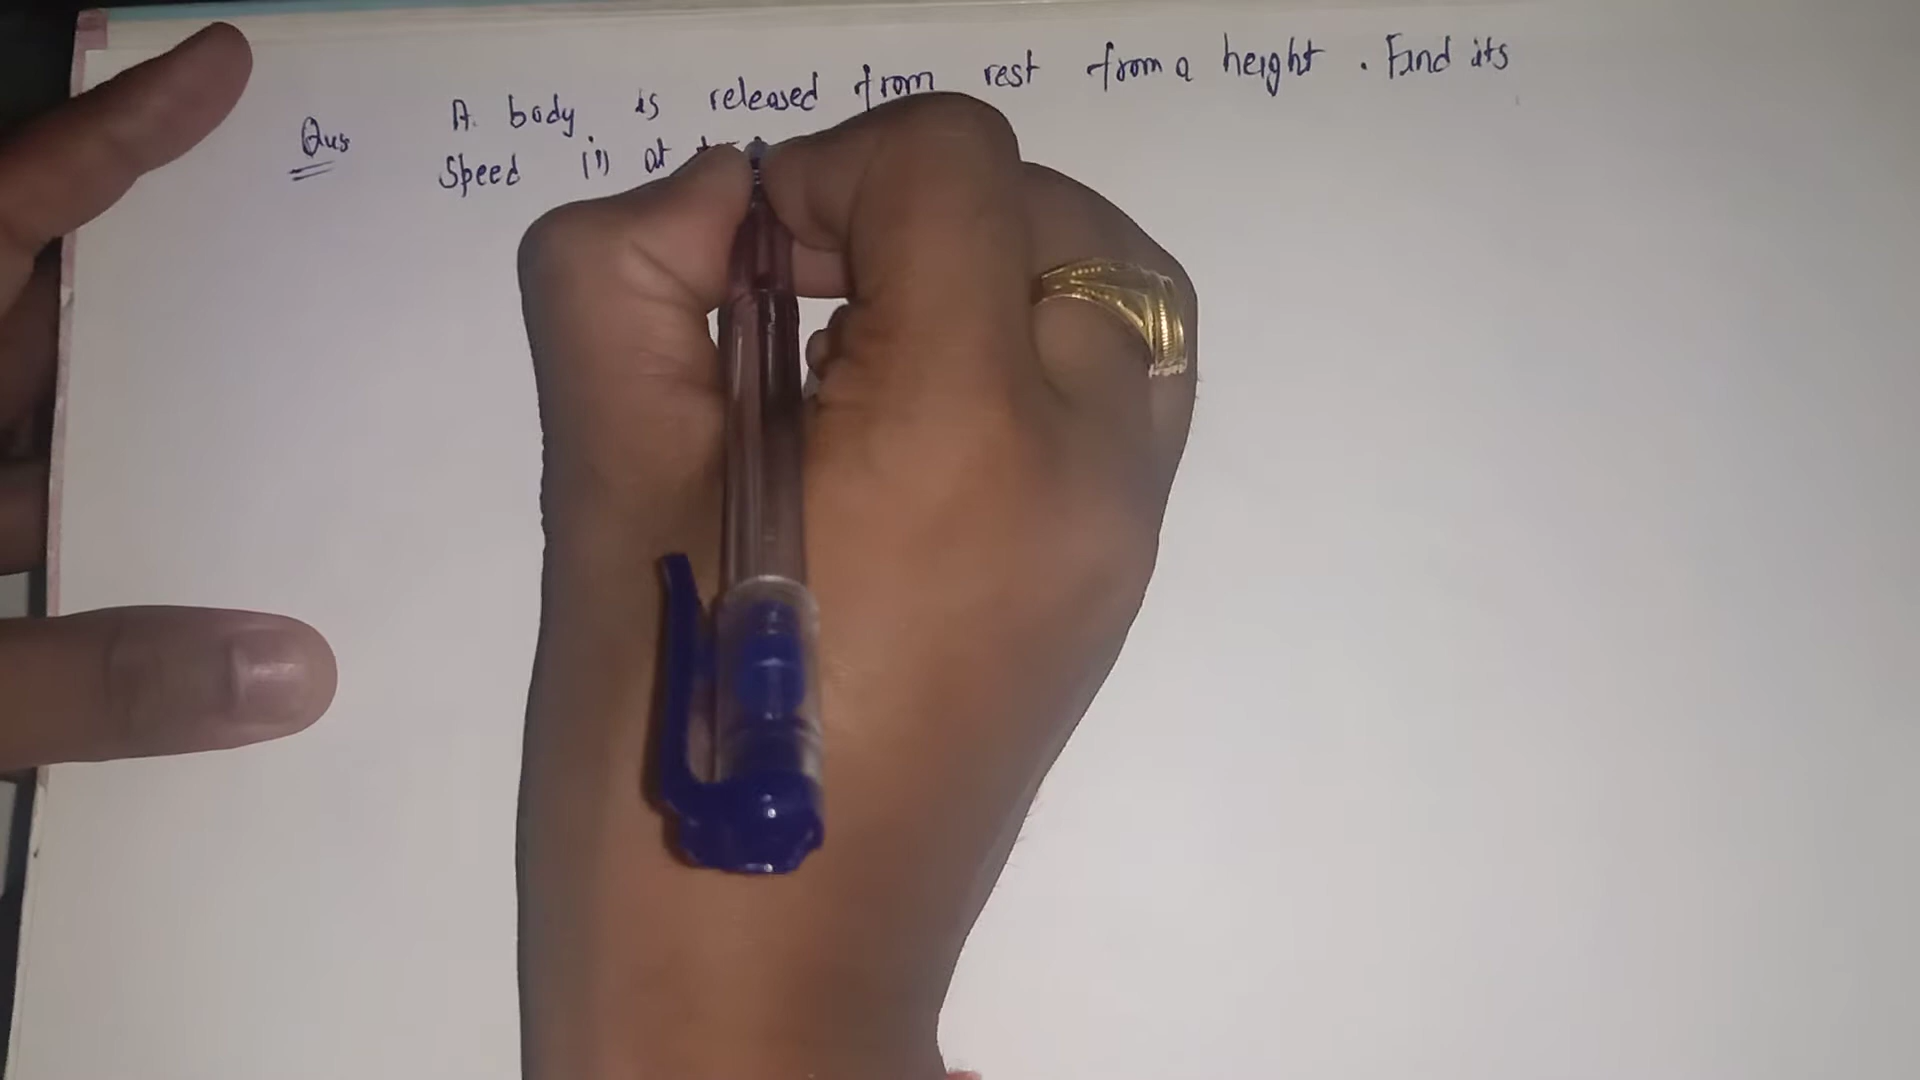 Qus A. body is released from rest from a height . Find its
Speed (i) at